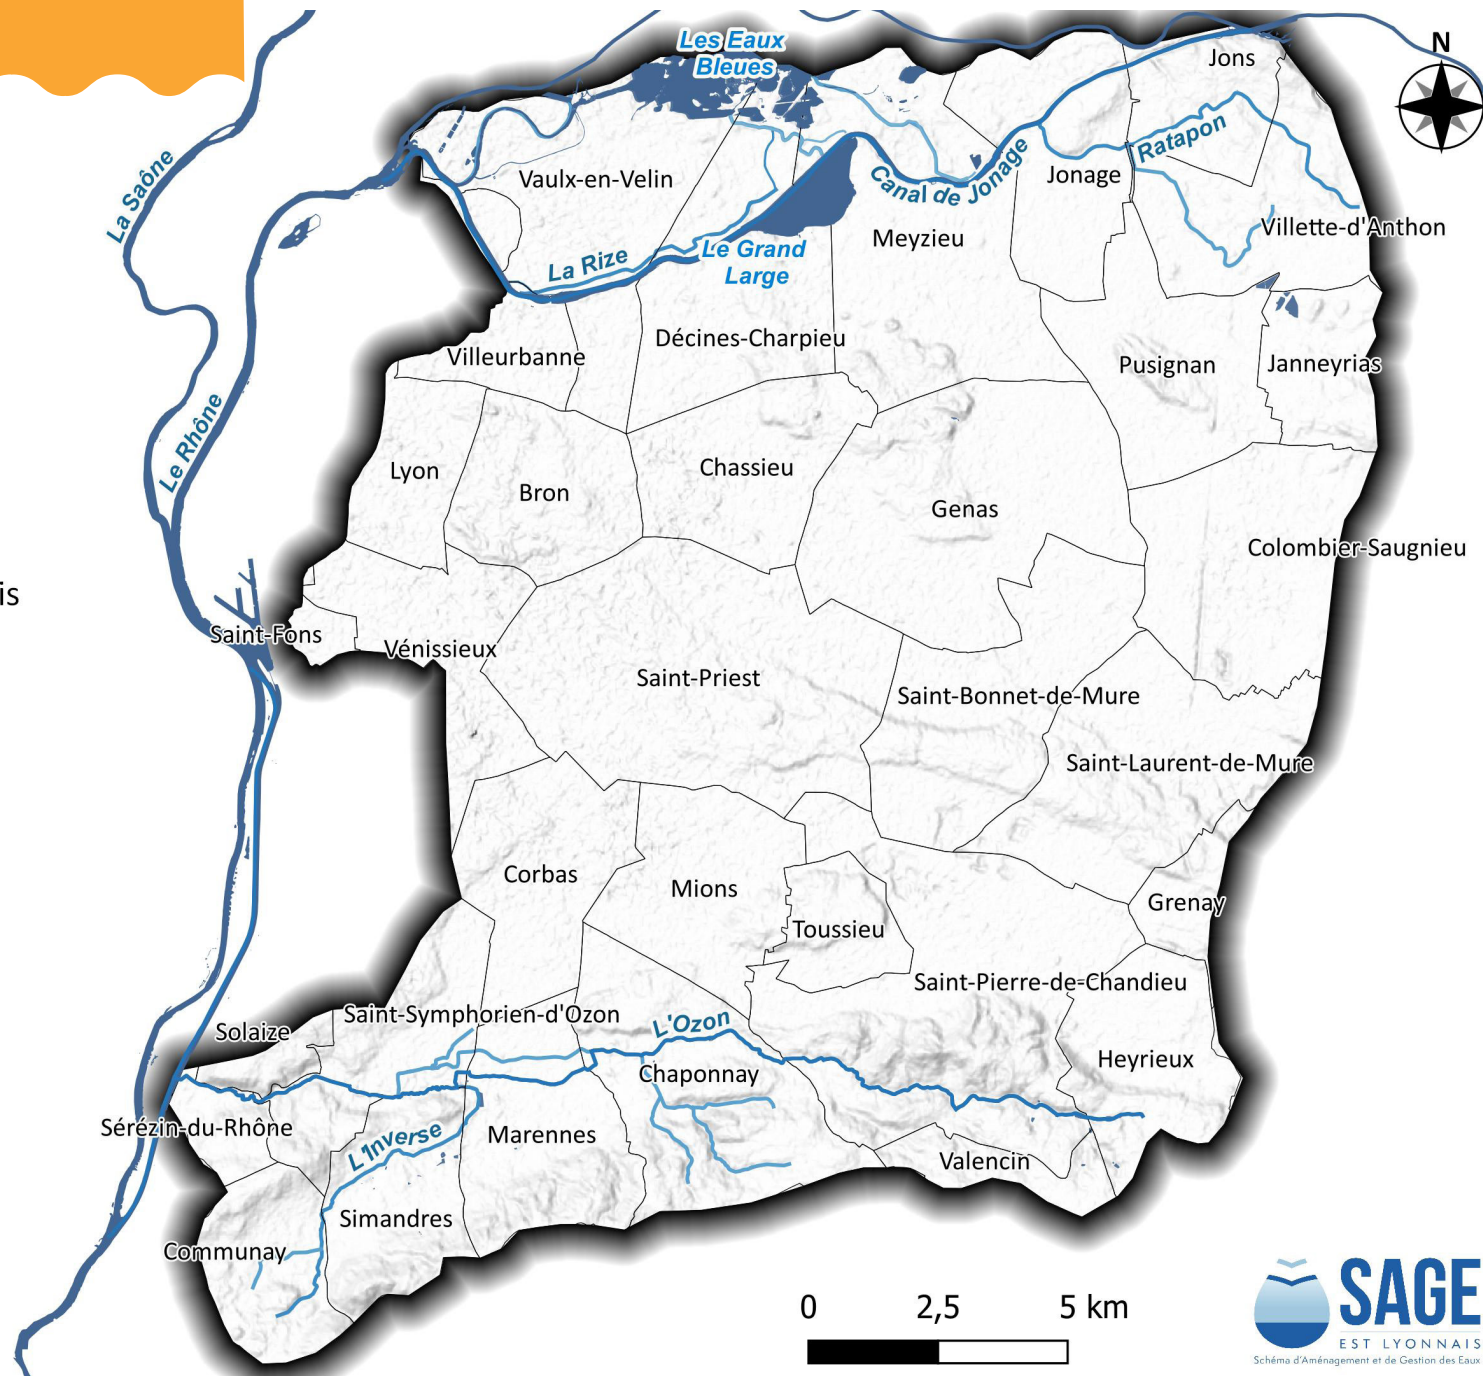 Les Eaux
Bleues
N
Jons
La Saône
Vaulx-en-Velin
Canal de Jonage
Jonage
Ratapon
Villette-d'Anthon
Meyzieu
La Rize
Le Grand
Large
Villeurbanne
Décines-Charpieu
Pusignan
Janneyrias
Le Rhône
Lyon
Bron
Chassieu
Genas
Colombier-Saugnieu
is
Saint-Fons
Vénissieux
Saint-Priest
Saint-Bonnet-de-Mure
Saint-Laurent-de-Mure
Corbas
Mions
Grenay
Toussieu
Saint-Pierre-de-Chandieu
Saint-Symphorien-d'Ozon
Solaize
L'Ozon
Chaponnay
Heyrieux
Sérézin-du-Rhône
L'Inverse
Marennes
Valencin
Simandres
Communay
0 2,5 5 km
SAGE
EST LYONNAIS
Schéma d'Aménagement et de Gestion des Eaux